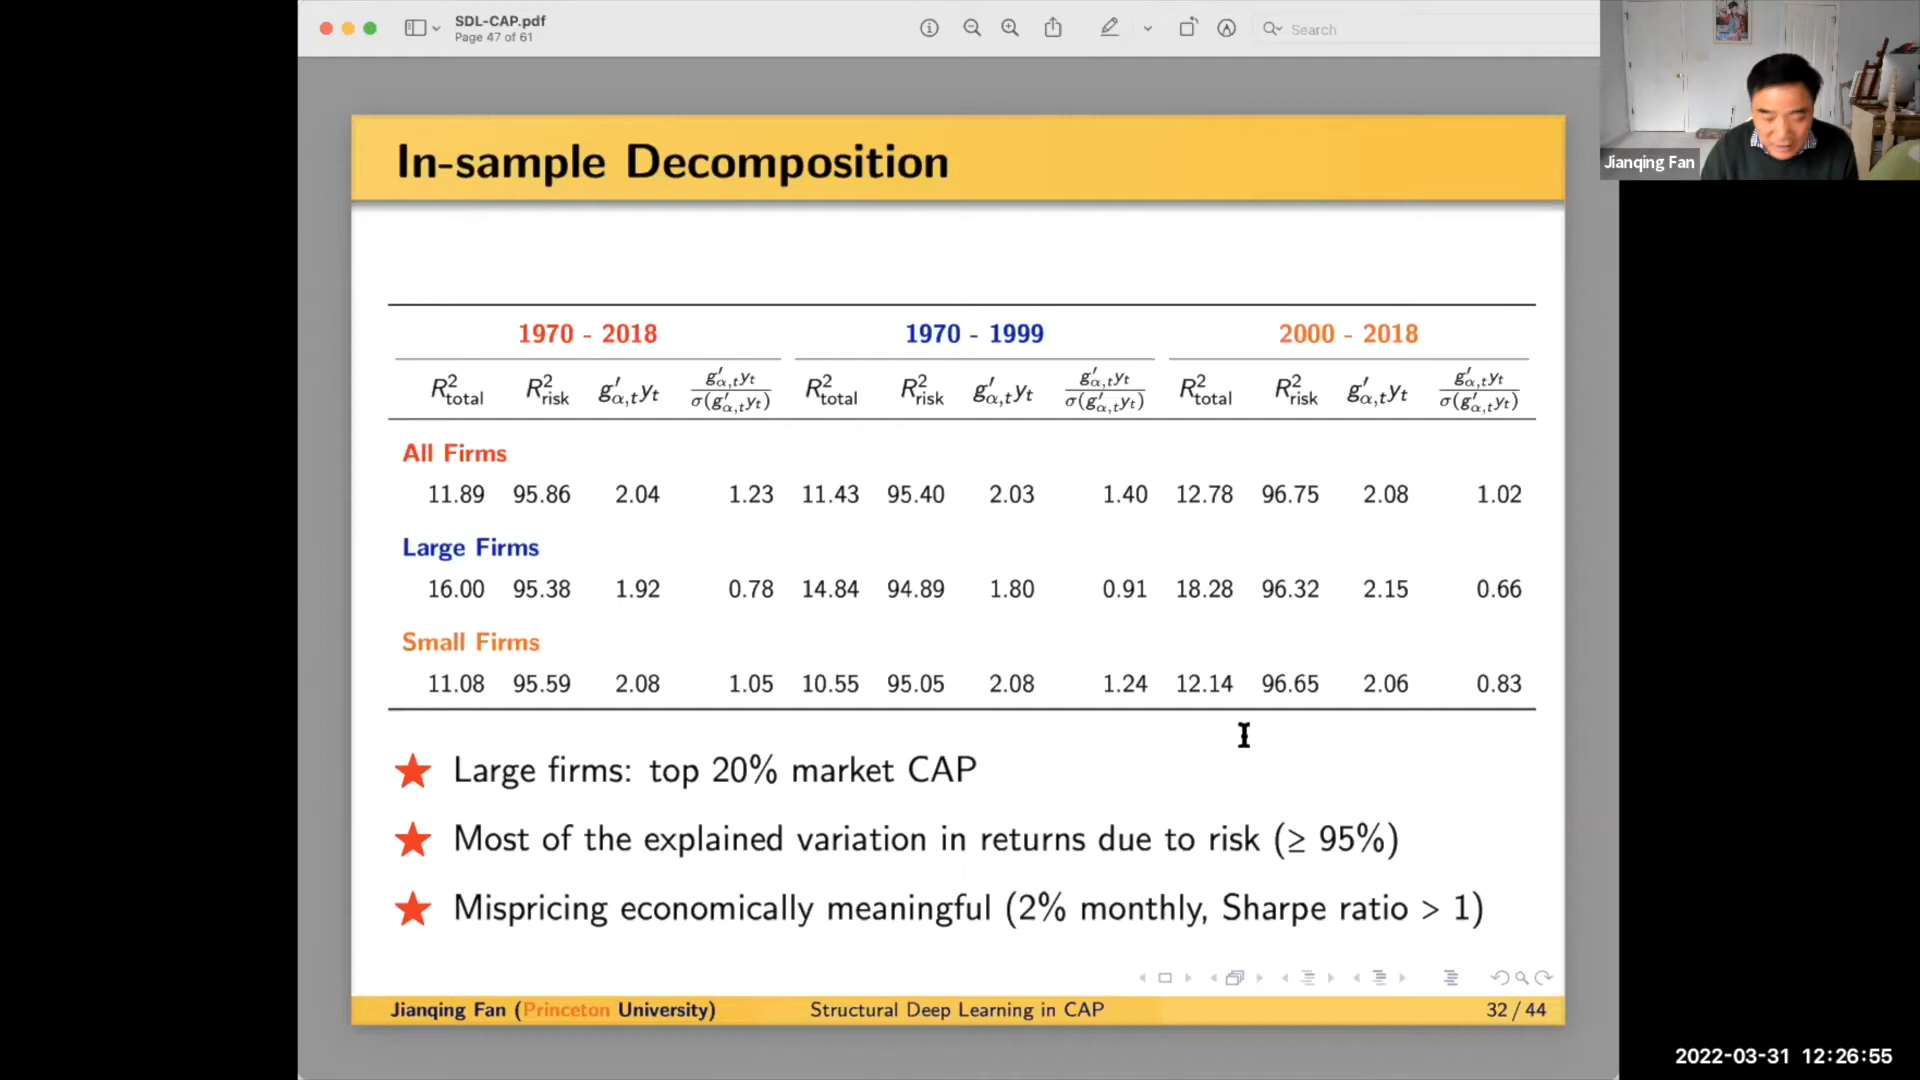 SDL-CAP.pdf
Page 47 of 61
Search
Jianqing Fan
In-sample Decomposition
1970 - 2018 1970 - 1999 2000 - 2018
R²total R²risk g′α,tyt g′α,tyt/σ(g′α,tyt) R²total R²risk g′α,tyt g′α,tyt/σ(g′α,tyt) R²total R²risk g′α,tyt g′α,tyt/σ(g′α,tyt)
All Firms
11.89 95.86 2.04 1.23 11.43 95.40 2.03 1.40 12.78 96.75 2.08 1.02
Large Firms
16.00 95.38 1.92 0.78 14.84 94.89 1.80 0.91 18.28 96.32 2.15 0.66
Small Firms
11.08 95.59 2.08 1.05 10.55 95.05 2.08 1.24 12.14 96.65 2.06 0.83
★ Large firms: top 20% market CAP
★ Most of the explained variation in returns due to risk (≥ 95%)
★ Mispricing economically meaningful (2% monthly, Sharpe ratio > 1)
Jianqing Fan (Princeton University) Structural Deep Learning in CAP 32 / 44
2022-03-31 12:26:55